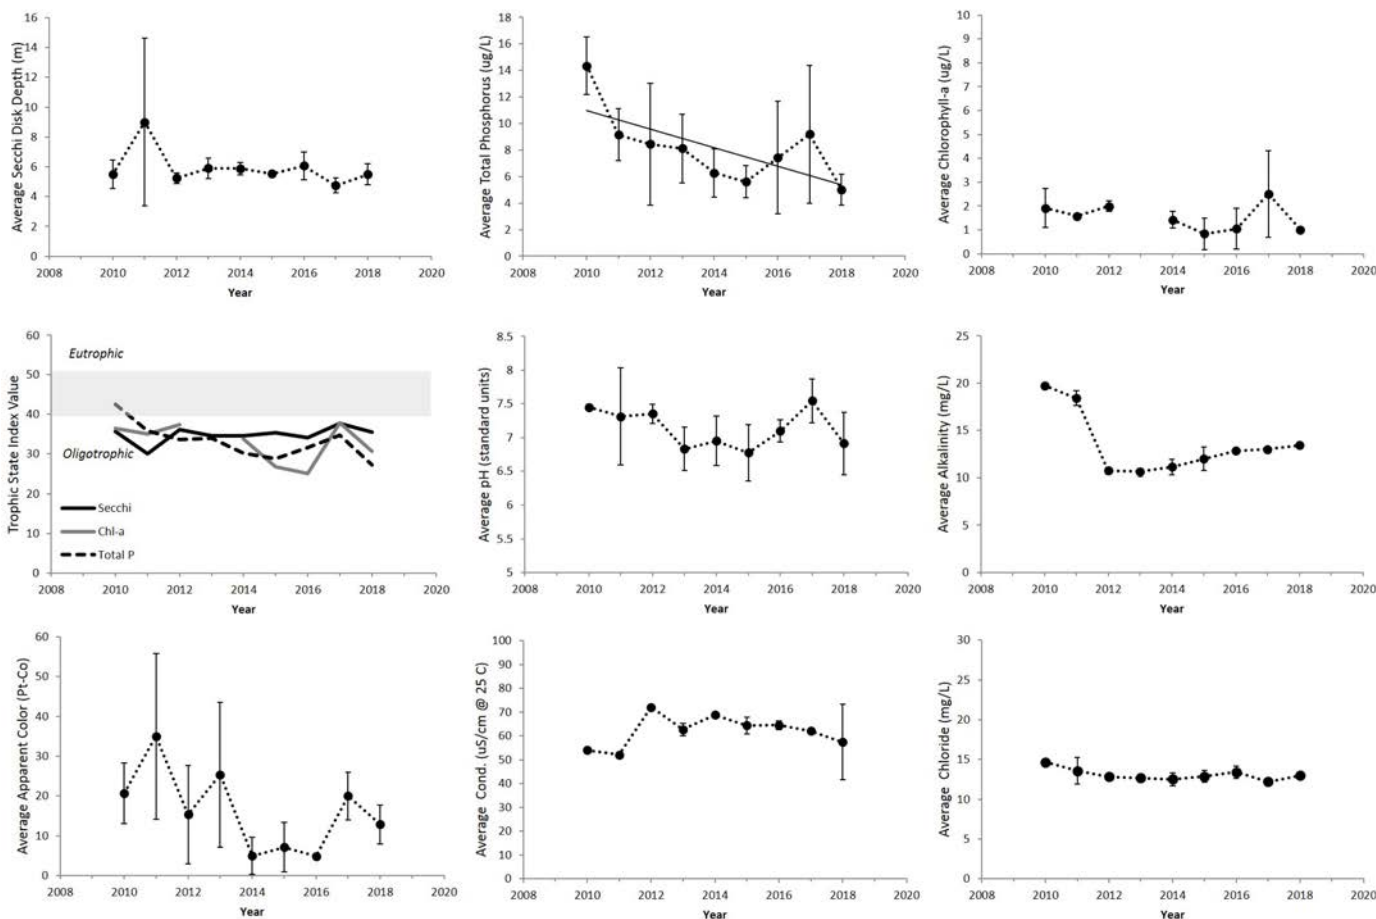 Average Secchi Disk Depth (m)
16
14
12
10
8
6
4
2
0
2008 2010 2012 2014 2016 2018 2020
Year
Average Total Phosphorus (ug/L)
18
16
14
12
10
8
6
4
2
0
2008 2010 2012 2014 2016 2018 2020
Year
Average Chlorophyll-a (ug/L)
10
9
8
7
6
5
4
3
2
1
0
2008 2010 2012 2014 2016 2018 2020
Year
Trophic State Index Value
60
50
40
30
20
10
0
Eutrophic
Oligotrophic
Secchi
Chl-a
Total P
2008 2010 2012 2014 2016 2018 2020
Year
Average pH (standard units)
8.5
8
7.5
7
6.5
6
5.5
5
2008 2010 2012 2014 2016 2018 2020
Year
Average Alkalinity (mg/L)
25
20
15
10
5
0
2008 2010 2012 2014 2016 2018 2020
Year
Average Apparent Color (Pt-Co)
60
50
40
30
20
10
0
2008 2010 2012 2014 2016 2018 2020
Year
Average Cond. (uS/cm @ 25 C)
100
90
80
70
60
50
40
30
20
10
0
2008 2010 2012 2014 2016 2018 2020
Year
Average Chloride (mg/L)
30
25
20
15
10
5
0
2008 2010 2012 2014 2016 2018 2020
Year